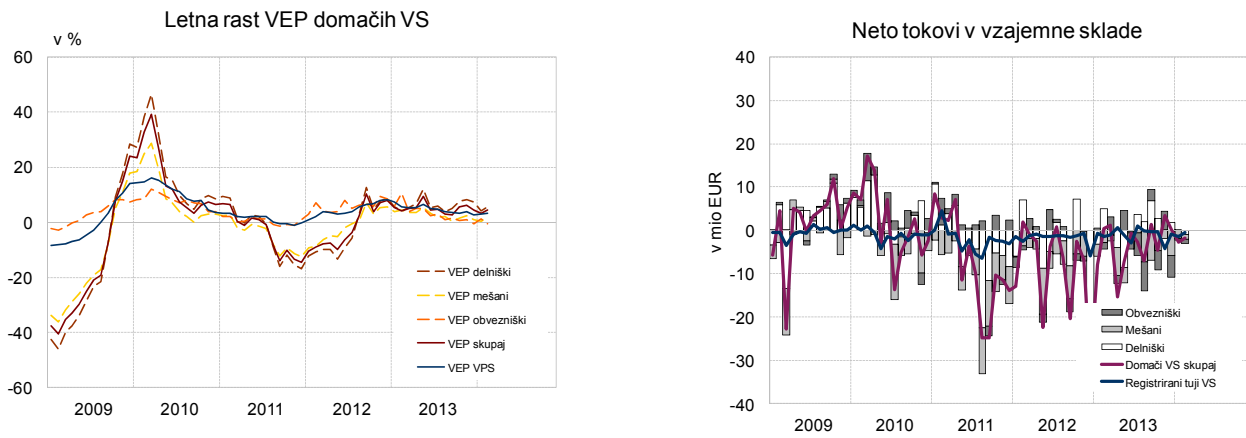 Letna rast VEP domačih VS
v %
60
40
20
0
-20
-40
-60
2009 2010 2011 2012 2013
VEP delniški
VEP mešani
VEP obvezniški
VEP skupaj
VEP VPS
Neto tokovi v vzajemne sklade
v mio EUR
40
30
20
10
0
-10
-20
-30
-40
2009 2010 2011 2012 2013
Obvezniški
Mešani
Delniški
Domači VS skupaj
Registrirani tuji VS